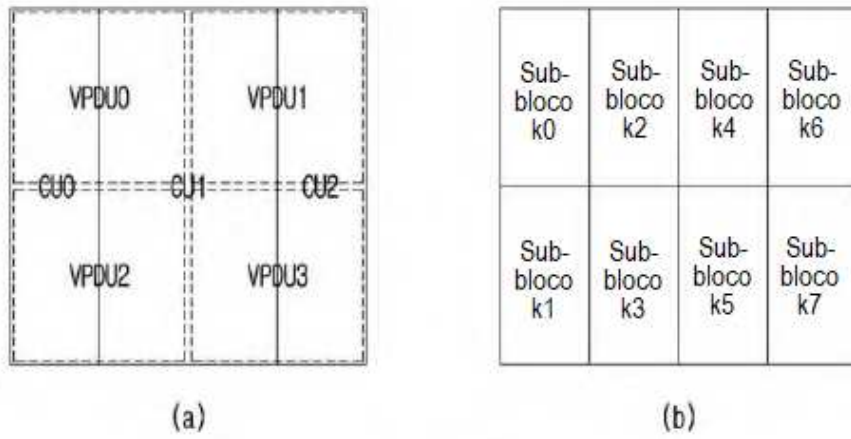 VPDU0
VPDU1
CU0
CU1
CU2
VPDU2
VPDU3
(a)
Sub-
bloco
k0
Sub-
bloco
k2
Sub-
bloco
k4
Sub-
bloco
k6
Sub-
bloco
k1
Sub-
bloco
k3
Sub-
bloco
k5
Sub-
bloco
k7
(b)